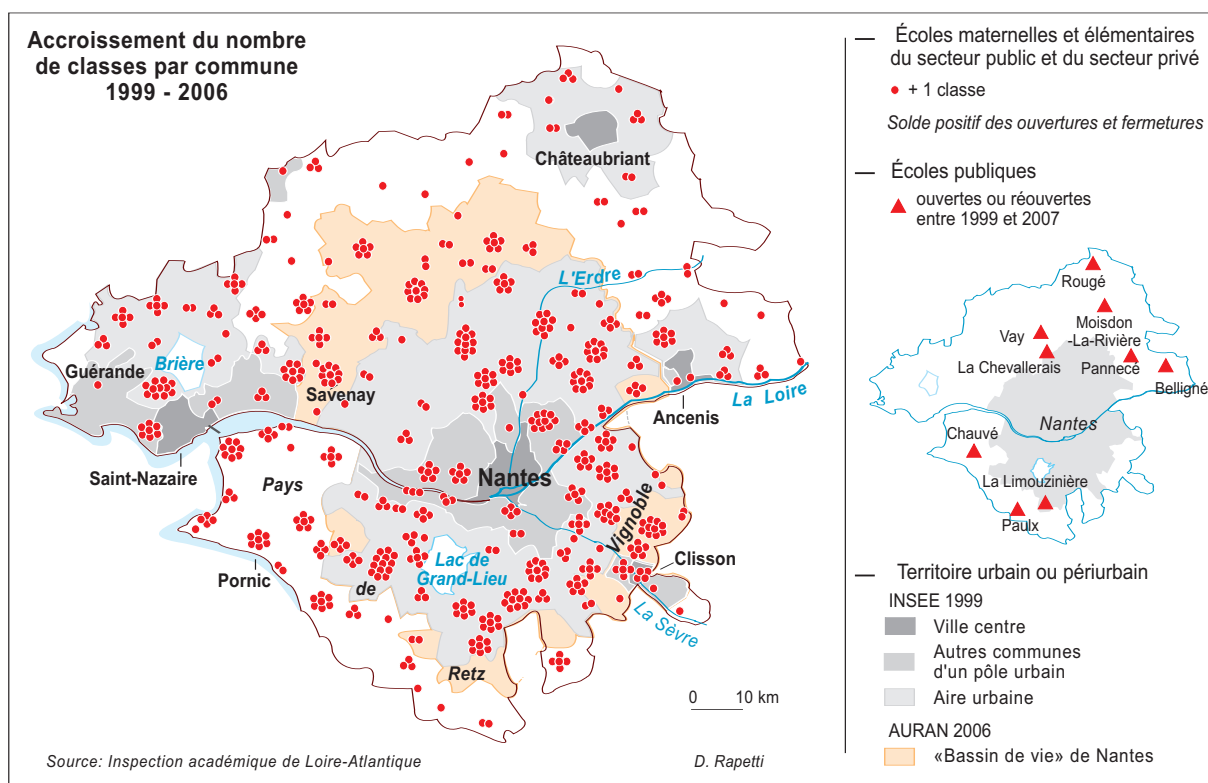 Accroissement du nombre
de classes par commune
1999 - 2006
Châteaubriant
L'Erdre
Guérande
Brière
Savenay
Ancenis
La Loire
Saint-Nazaire
Pays
Nantes
Vignoble
Clisson
Pornic
de
Lac de
Grand-Lieu
La Sèvre
Retz
0 10 km
Source: Inspection académique de Loire-Atlantique
D. Rapetti
Écoles maternelles et élémentaires
du secteur public et du secteur privé
+ 1 classe
Solde positif des ouvertures et fermetures
Écoles publiques
ouvertes ou réouvertes
entre 1999 et 2007
Rougé
Moisdon
-La-Rivière
Vay
La Chevallerais
Pannecé
Belligné
Nantes
Chauvé
La Limouzinière
Paulx
Territoire urbain ou périurbain
INSEE 1999
Ville centre
Autres communes
d'un pôle urbain
Aire urbaine
AURAN 2006
«Bassin de vie» de Nantes